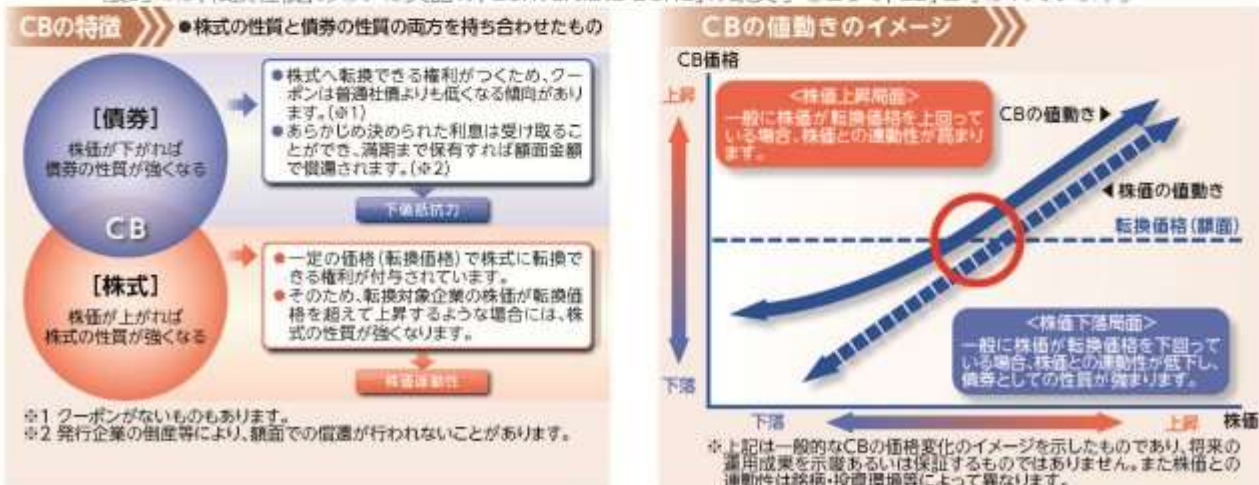 CBの特徴
●株式の性質と債券の性質の両方を持ち合わせたもの
[債券]
株価が下がれば
債券の性質が強くなる
CB
[株式]
株価が上がれば
株式の性質が強くなる
●株式へ転換できる権利がつくため、クー
ポンは普通社債よりも低くなる傾向があり
ます。(※1)
●あらかじめ決められた利息は受け取るこ
とができ、満期まで保有すれば額面金額
で償還されます。(※2)
下値抵抗力
●一定の価格(転換価格)で株式に転換で
きる権利が付与されています。
●そのため、転換対象企業の株価が転換価
格を超えて上昇するような場合には、株
式の性質が強くなります。
株価連動性
※1 クーポンがないものもあります。
※2 発行企業の倒産等により、額面での償還が行われないことがあります。
CBの値動きのイメージ
CB価格
上昇
下落
<株価上昇局面>
一般に株価が転換価格を上回って
いる場合、株価との連動性が高まり
ます。
CBの値動き▶
◀株価の値動き
転換価格(額面)
<株価下落局面>
一般に株価が転換価格を下回って
いる場合、株価との連動性が低下し、
債券としての性質が強まります。
下落
上昇
株価
※上記は一般的なCBの価格変化のイメージを示したものであり、将来の
運用成果を示唆あるいは保証するものではありません。また株価との
連動性は銘柄・投資環境等によって異なります。